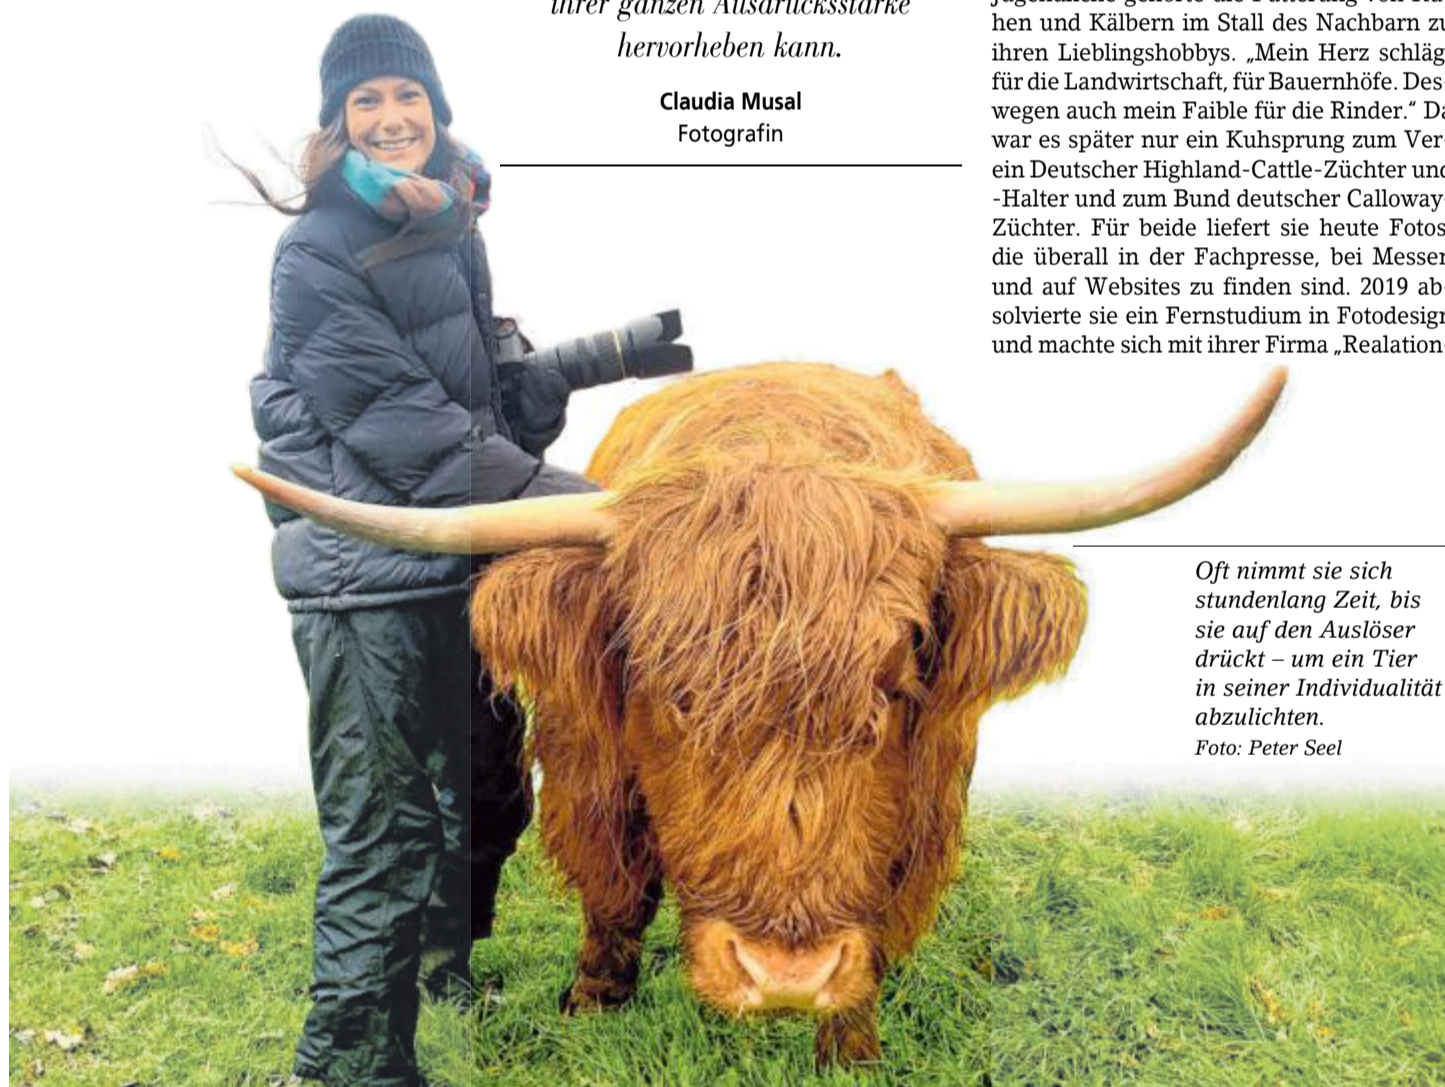 ihrer ganzen Ausdrucksstärke
hervorheben kann.
Claudia Musal
Fotografin
hen und Kälbern im Stall des Nachbarn zu
ihren Lieblingshobbys. „Mein Herz schläg
für die Landwirtschaft, für Bauernhöfe. Des-
wegen auch mein Faible für die Rinder.“ Da
war es später nur ein Kuhsprung zum Ver-
ein Deutscher Highland-Cattle-Züchter und
-Halter und zum Bund deutscher Calloway-
Züchter. Für beide liefert sie heute Fotos
die überall in der Fachpresse, bei Messen
und auf Websites zu finden sind. 2019 ab-
solvierte sie ein Fernstudium in Fotodesign
und machte sich mit ihrer Firma „Realation-
Oft nimmt sie sich
stundenlang Zeit, bis
sie auf den Auslöser
drückt – um ein Tier
in seiner Individualität
abzulichten.
Foto: Peter Seel